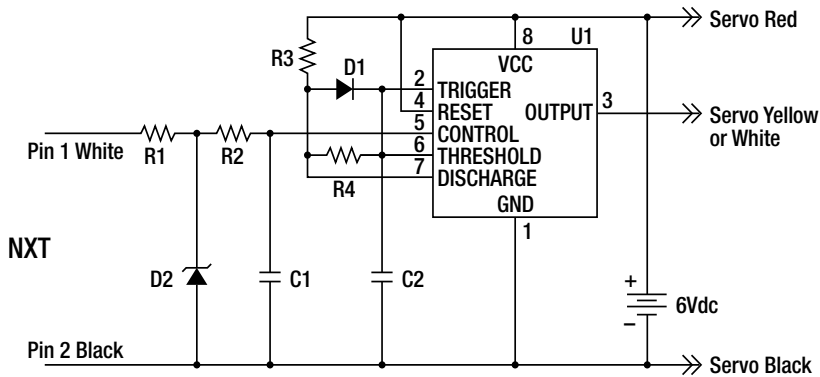 Servo Red
8
U1
R3
D1
VCC
2
TRIGGER
4
RESET
OUTPUT
3
Servo Yellow
or White
5
CONTROL
Pin 1 White
R1
R2
6
THRESHOLD
7
DISCHARGE
R4
GND
1
NXT
D2
C1
C2
+
6Vdc
–
Pin 2 Black
Servo Black